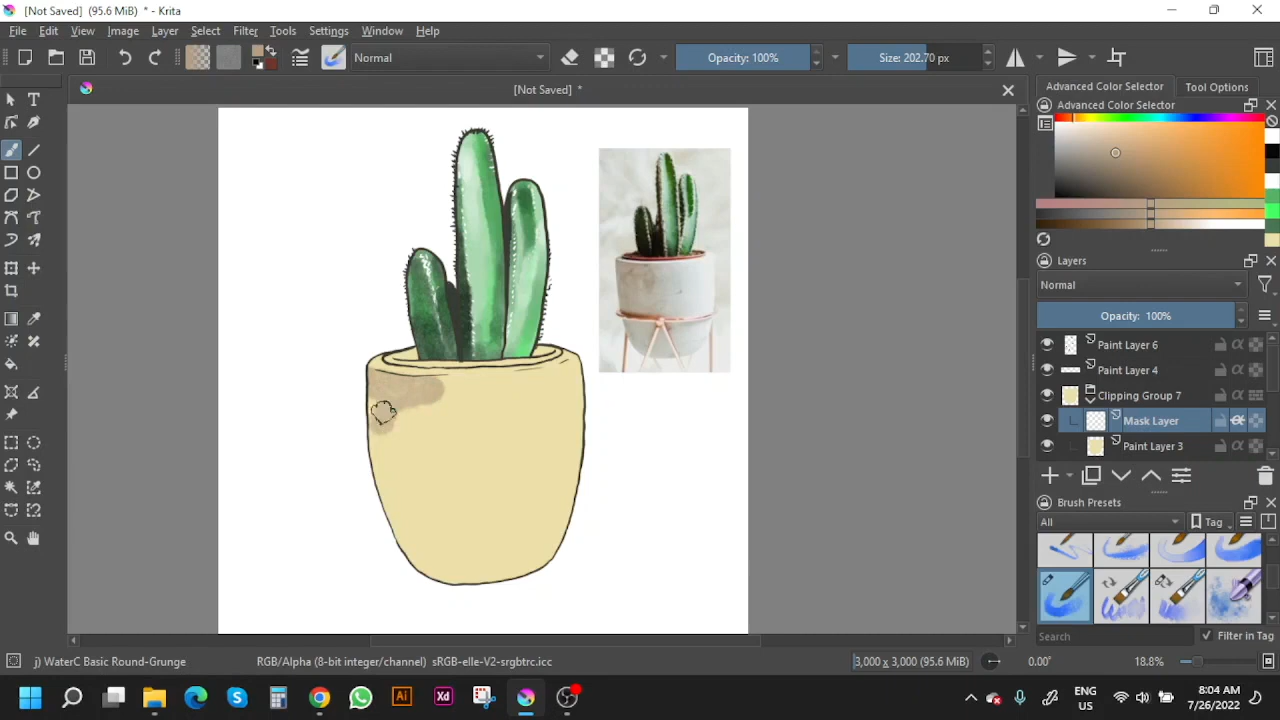 [Not Saved] (95.6 MiB) * - Krita
File Edit View Image Layer Select Filter Tools Settings Window Help
Normal
Opacity: 100%
Size: 202.70 px
[Not Saved] *
Advanced Color Selector
Tool Options
Advanced Color Selector
Layers
Normal
Opacity: 100%
Paint Layer 6
Paint Layer 4
Clipping Group 7
Mask Layer
Paint Layer 3
Brush Presets
All
Tag
Search
Filter in Tag
j) WaterC Basic Round-Grunge
RGB/Alpha (8-bit integer/channel) sRGB-elle-V2-srgbtrc.icc
3,000 x 3,000 (95.6 MiB)
0.00°
18.8%
S
Ai
Xd
ENG
US
8:04 AM
7/26/2022